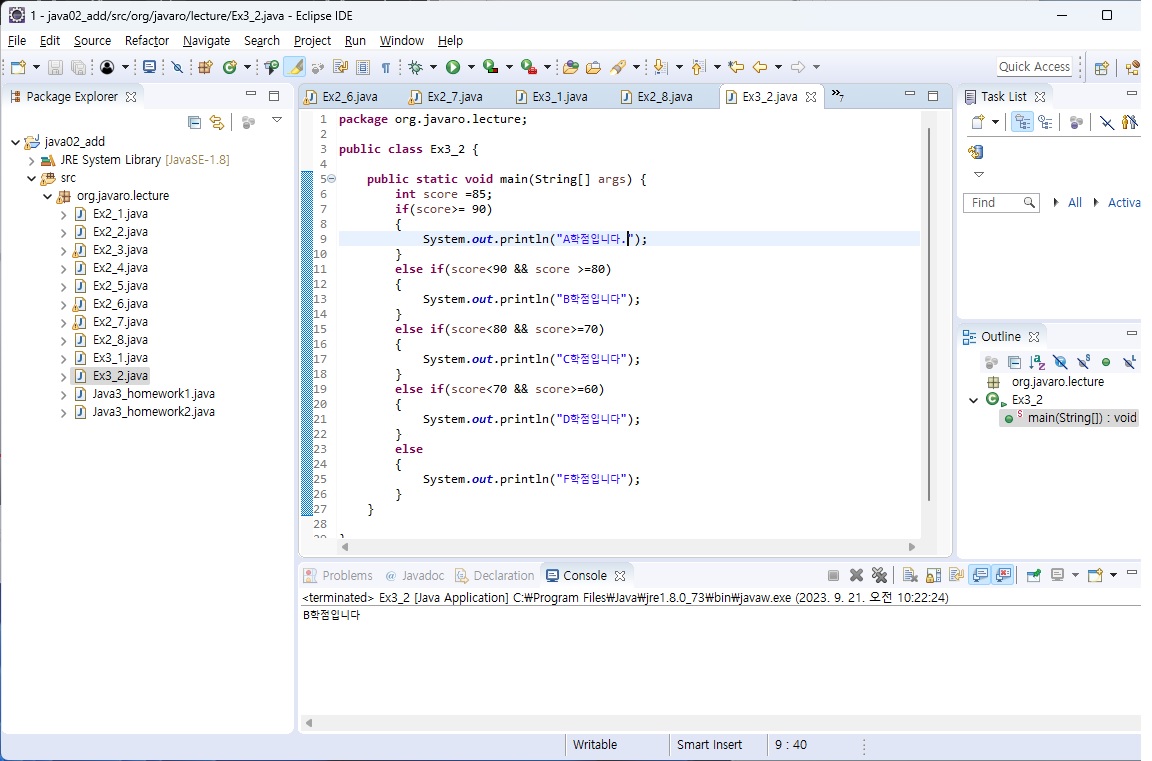 1 - java02_add/src/org/javaro/lecture/Ex3_2.java - Eclipse IDE
File Edit Source Refactor Navigate Search Project Run Window Help
Quick Access
Package Explorer
java02_add
JRE System Library [JavaSE-1.8]
src
org.javaro.lecture
Ex2_1.java
Ex2_2.java
Ex2_3.java
Ex2_4.java
Ex2_5.java
Ex2_6.java
Ex2_7.java
Ex2_8.java
Ex3_1.java
Ex3_2.java
Java3_homework1.java
Java3_homework2.java
Ex2_6.java Ex2_7.java Ex3_1.java Ex2_8.java Ex3_2.java »7
1 package org.javaro.lecture;
2
3 public class Ex3_2 {
4
5 public static void main(String[] args) {
6 int score =85;
7 if(score>= 90)
8 {
9 System.out.println("A학점입니다.");
10 }
11 else if(score<90 && score >=80)
12 {
13 System.out.println("B학점입니다");
14 }
15 else if(score<80 && score>=70)
16 {
17 System.out.println("C학점입니다");
18 }
19 else if(score<70 && score>=60)
20 {
21 System.out.println("D학점입니다");
22 }
23 else
24 {
25 System.out.println("F학점입니다");
26 }
27 }
28
Task List
Find All Activa
Outline
org.javaro.lecture
Ex3_2
main(String[]) : void
Problems Javadoc Declaration Console
<terminated> Ex3_2 [Java Application] C:₩Program Files₩Java₩jre1.8.0_73₩bin₩javaw.exe (2023. 9. 21. 오전 10:22:24)
B학점입니다
Writable Smart Insert 9 : 40